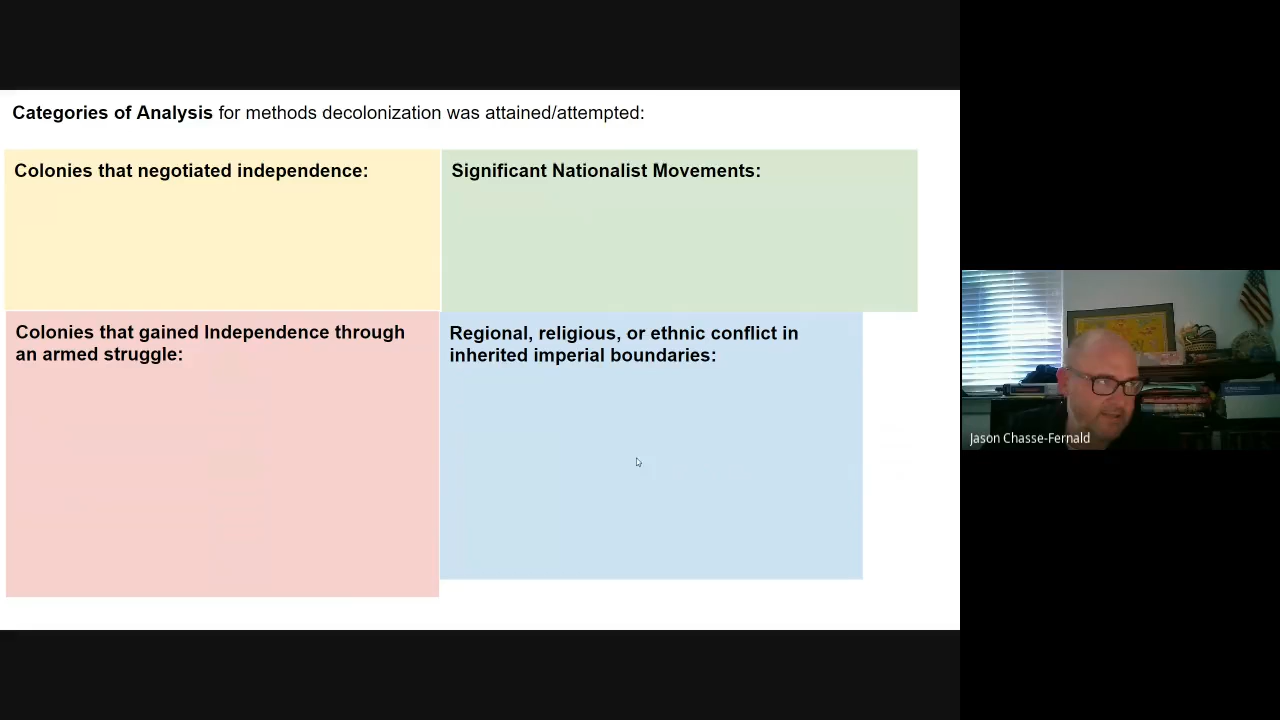 Categories of Analysis for methods decolonization was attained/attempted:
Colonies that negotiated independence:
Significant Nationalist Movements:
Colonies that gained Independence through
an armed struggle:
Regional, religious, or ethnic conflict in
inherited imperial boundaries:
Jason Chasse-Fernald